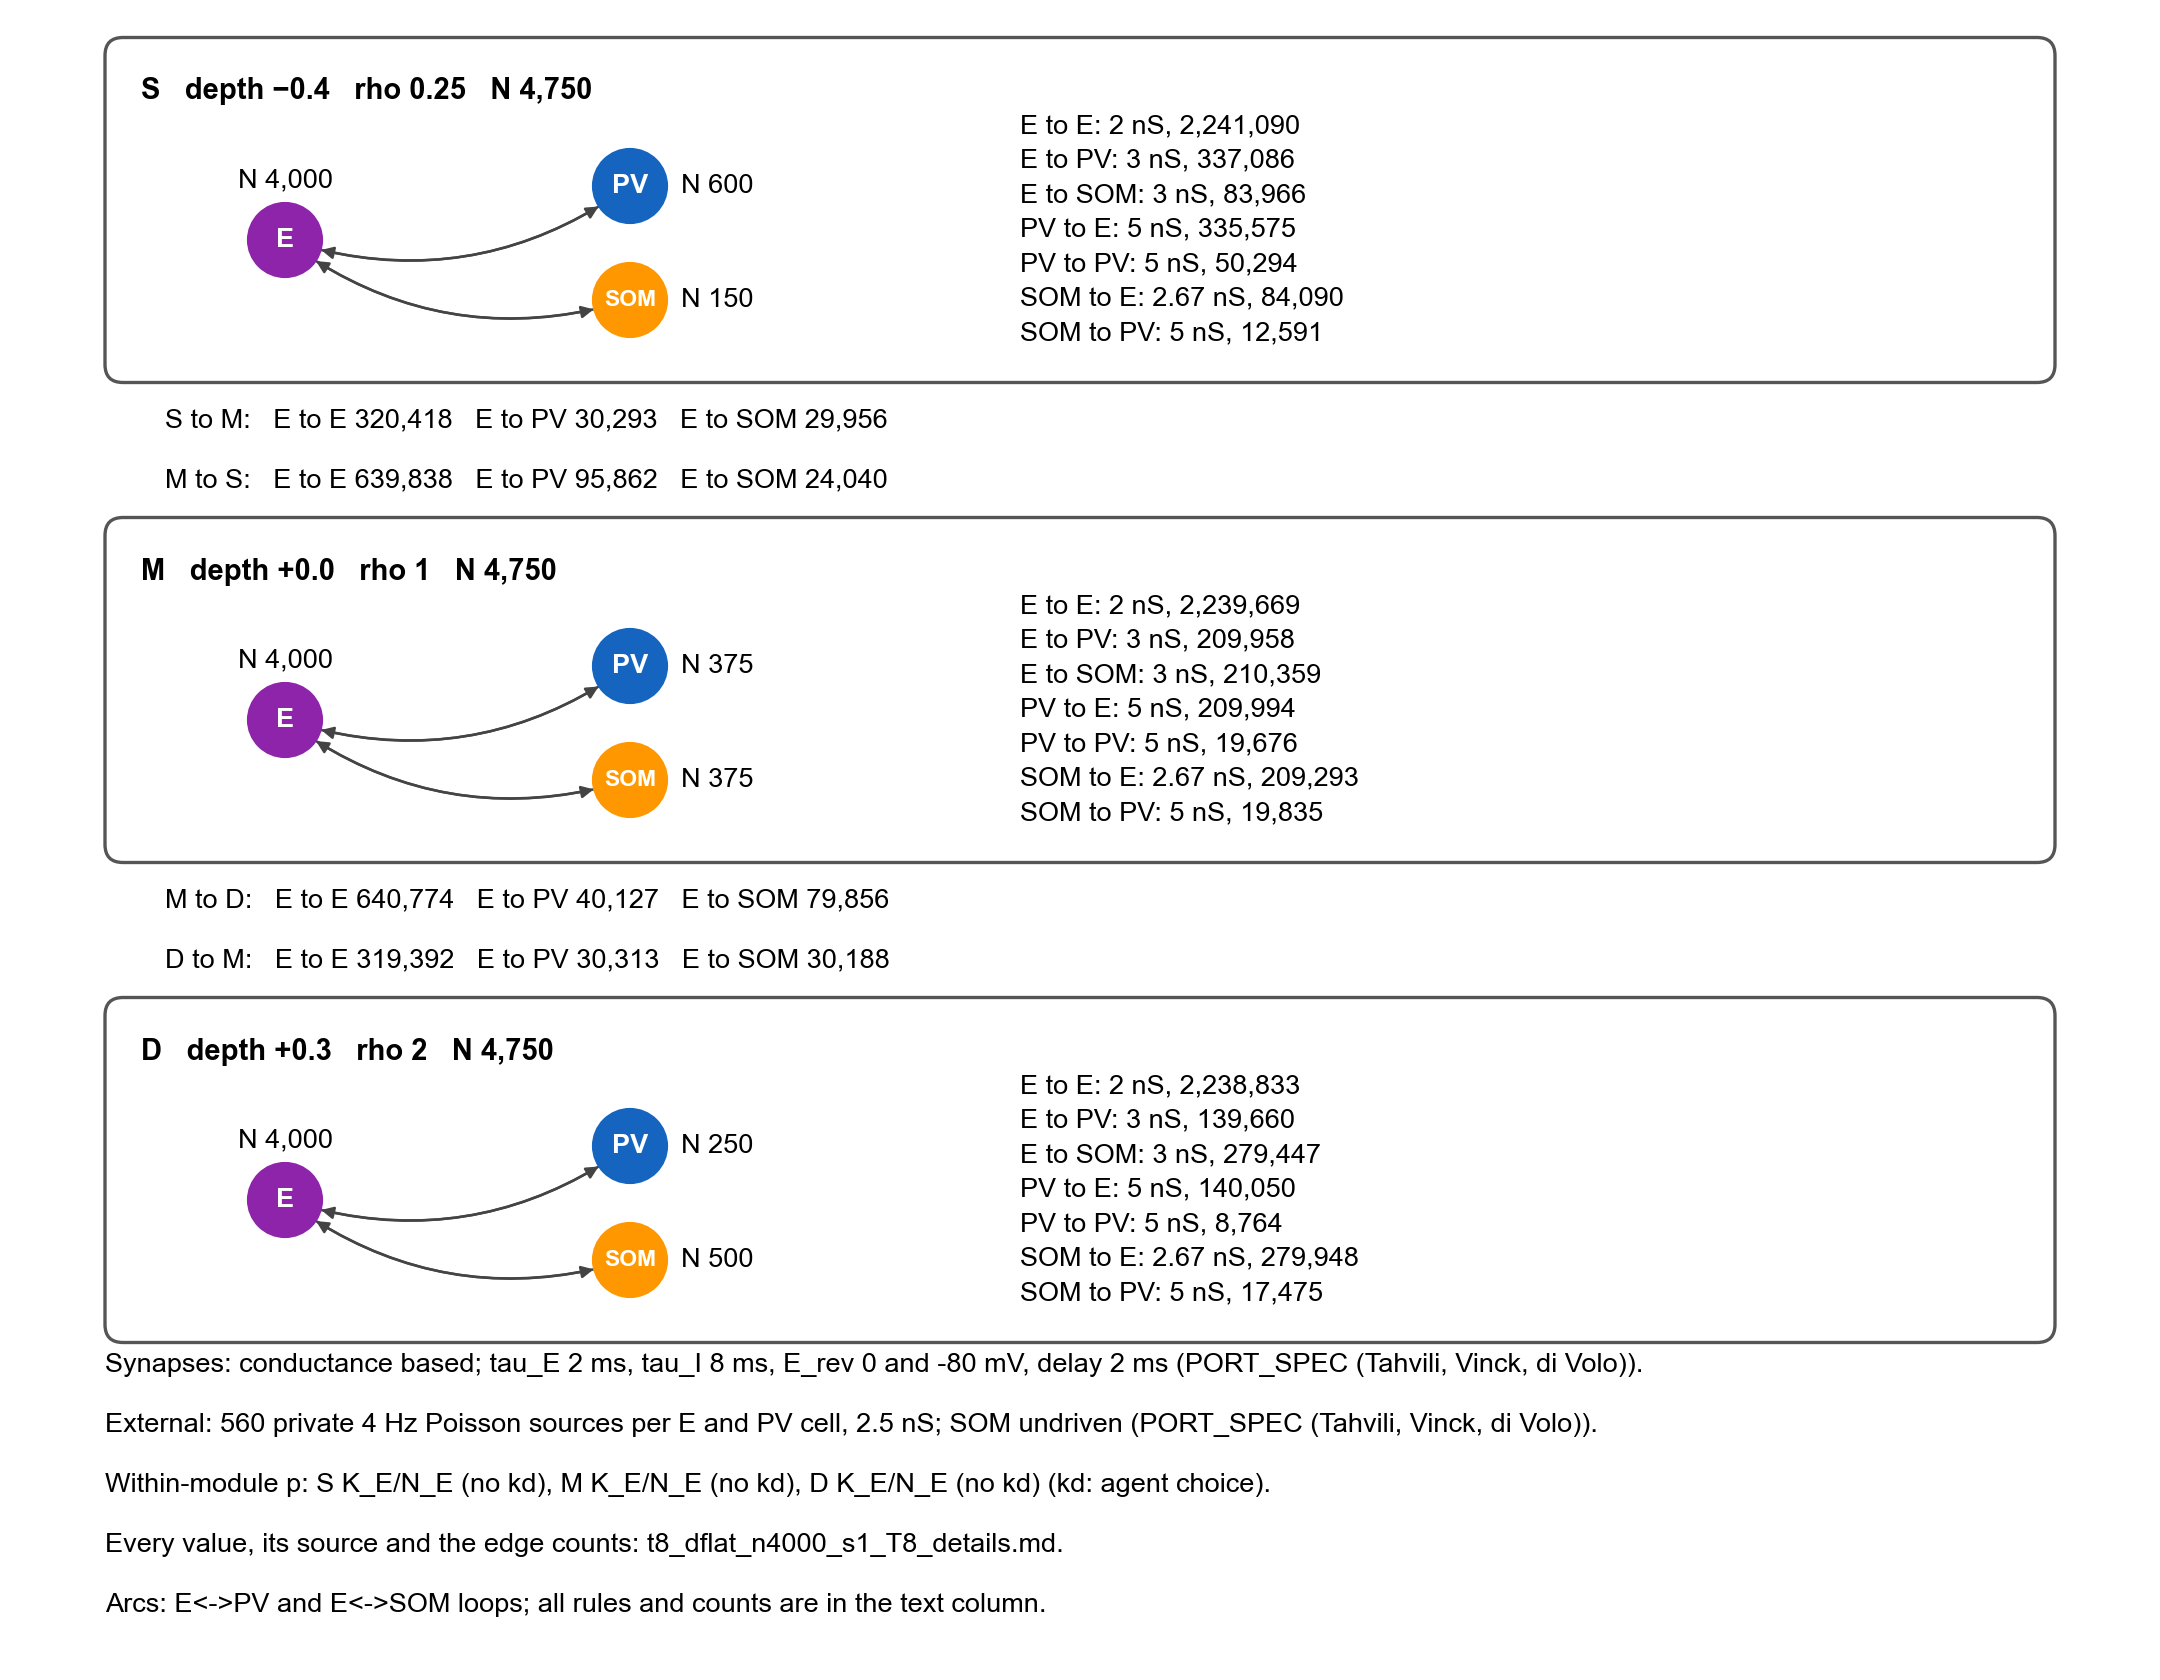 S   depth −0.4   rho 0.25   N 4,750
N 4,000
E
PV
N 600
SOM
N 150
E to E: 2 nS, 2,241,090
E to PV: 3 nS, 337,086
E to SOM: 3 nS, 83,966
PV to E: 5 nS, 335,575
PV to PV: 5 nS, 50,294
SOM to E: 2.67 nS, 84,090
SOM to PV: 5 nS, 12,591
S to M:   E to E 320,418   E to PV 30,293   E to SOM 29,956
M to S:   E to E 639,838   E to PV 95,862   E to SOM 24,040
M   depth +0.0   rho 1   N 4,750
N 4,000
E
PV
N 375
SOM
N 375
E to E: 2 nS, 2,239,669
E to PV: 3 nS, 209,958
E to SOM: 3 nS, 210,359
PV to E: 5 nS, 209,994
PV to PV: 5 nS, 19,676
SOM to E: 2.67 nS, 209,293
SOM to PV: 5 nS, 19,835
M to D:   E to E 640,774   E to PV 40,127   E to SOM 79,856
D to M:   E to E 319,392   E to PV 30,313   E to SOM 30,188
D   depth +0.3   rho 2   N 4,750
N 4,000
E
PV
N 250
SOM
N 500
E to E: 2 nS, 2,238,833
E to PV: 3 nS, 139,660
E to SOM: 3 nS, 279,447
PV to E: 5 nS, 140,050
PV to PV: 5 nS, 8,764
SOM to E: 2.67 nS, 279,948
SOM to PV: 5 nS, 17,475
Synapses: conductance based; tau_E 2 ms, tau_I 8 ms, E_rev 0 and -80 mV, delay 2 ms (PORT_SPEC (Tahvili, Vinck, di Volo)).
External: 560 private 4 Hz Poisson sources per E and PV cell, 2.5 nS; SOM undriven (PORT_SPEC (Tahvili, Vinck, di Volo)).
Within-module p: S K_E/N_E (no kd), M K_E/N_E (no kd), D K_E/N_E (no kd) (kd: agent choice).
Every value, its source and the edge counts: t8_dflat_n4000_s1_T8_details.md.
Arcs: E<->PV and E<->SOM loops; all rules and counts are in the text column.